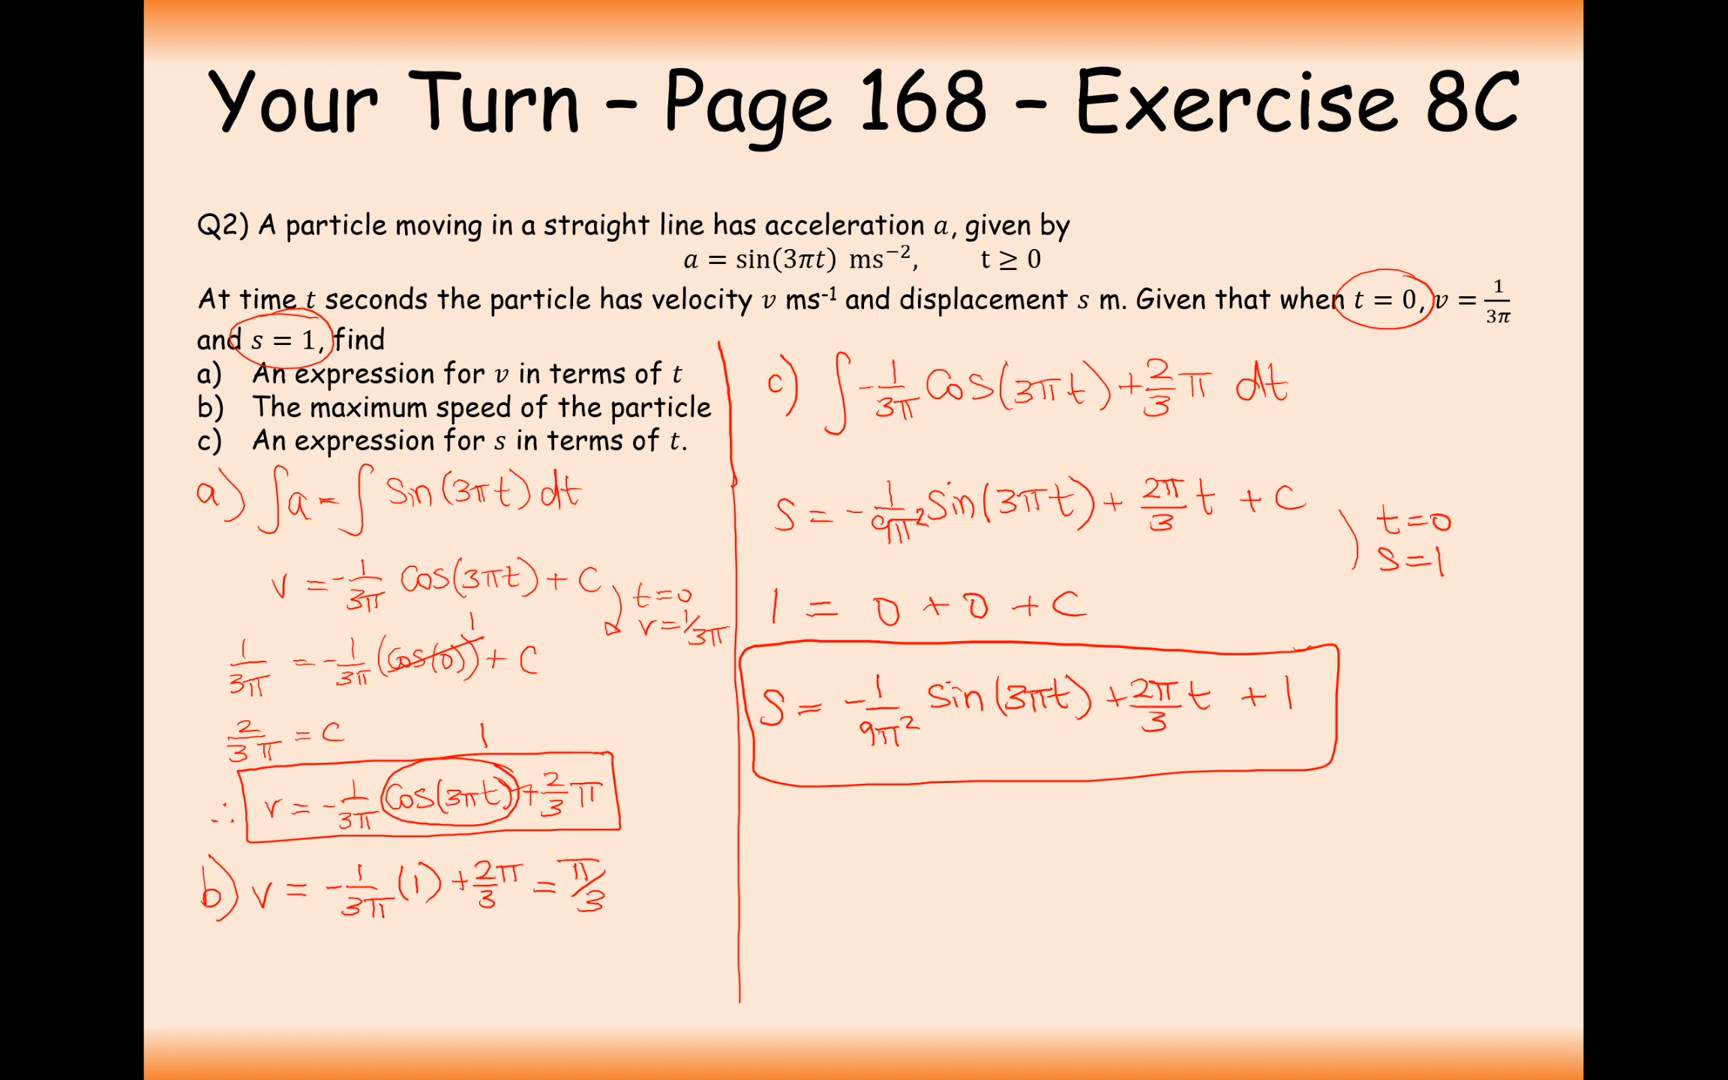 Your Turn – Page 168 – Exercise 8C
Q2) A particle moving in a straight line has acceleration a, given by
a = sin(3πt) ms⁻², t ≥ 0
At time t seconds the particle has velocity v ms⁻¹ and displacement s m. Given that when t = 0, v = 1/3π
and s = 1, find
a) An expression for v in terms of t
b) The maximum speed of the particle
c) An expression for s in terms of t.
a) ∫a = ∫ Sin(3πt) dt
v = -1/3π Cos(3πt) + C
t=0
v=1/3π
1/3π = -1/3π (Cos(0)) + C
1
2/3π = C
1
∴ v = -1/3π Cos(3πt) + 2/3 π
b) v = -1/3π (1) + 2π/3 = π/3
c) ∫ -1/3π Cos(3πt) + 2/3 π dt
S = -1/9π² Sin(3πt) + 2π/3 t + C
t=0
S=1
1 = 0 + 0 + C
S = -1/9π² Sin(3πt) + 2π/3 t + 1